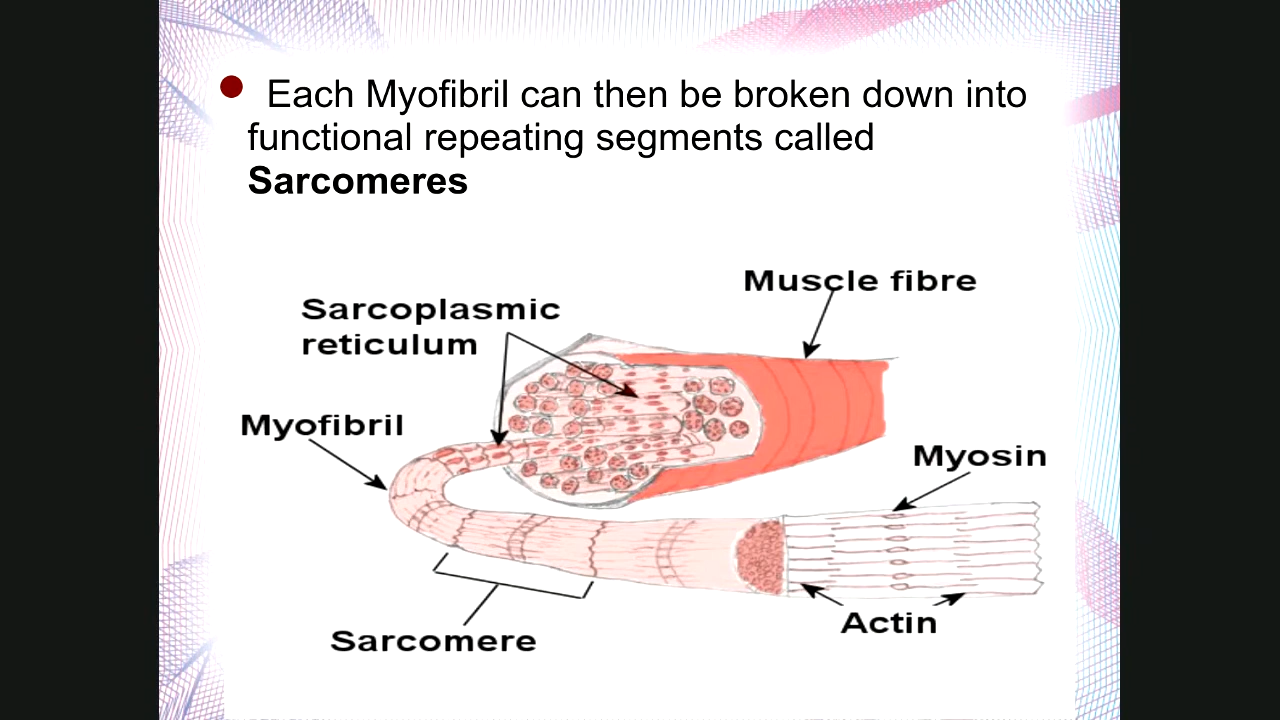 Each Myofibril can then be broken down into
functional repeating segments called
Sarcomeres
Muscle fibre
Sarcoplasmic
reticulum
Myofibril
Myosin
Actin
Sarcomere